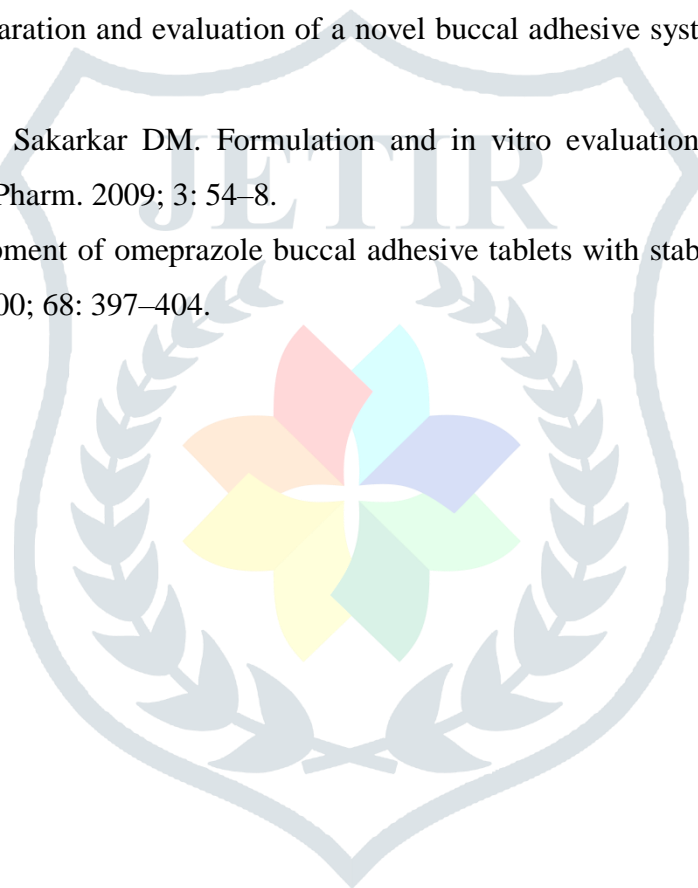 aration and evaluation of a novel buccal adhesive syst
Sakarkar DM. Formulation and in vitro evaluation
JETIR
Pharm. 2009; 3: 54–8.
pment of omeprazole buccal adhesive tablets with stab
00; 68: 397–404.